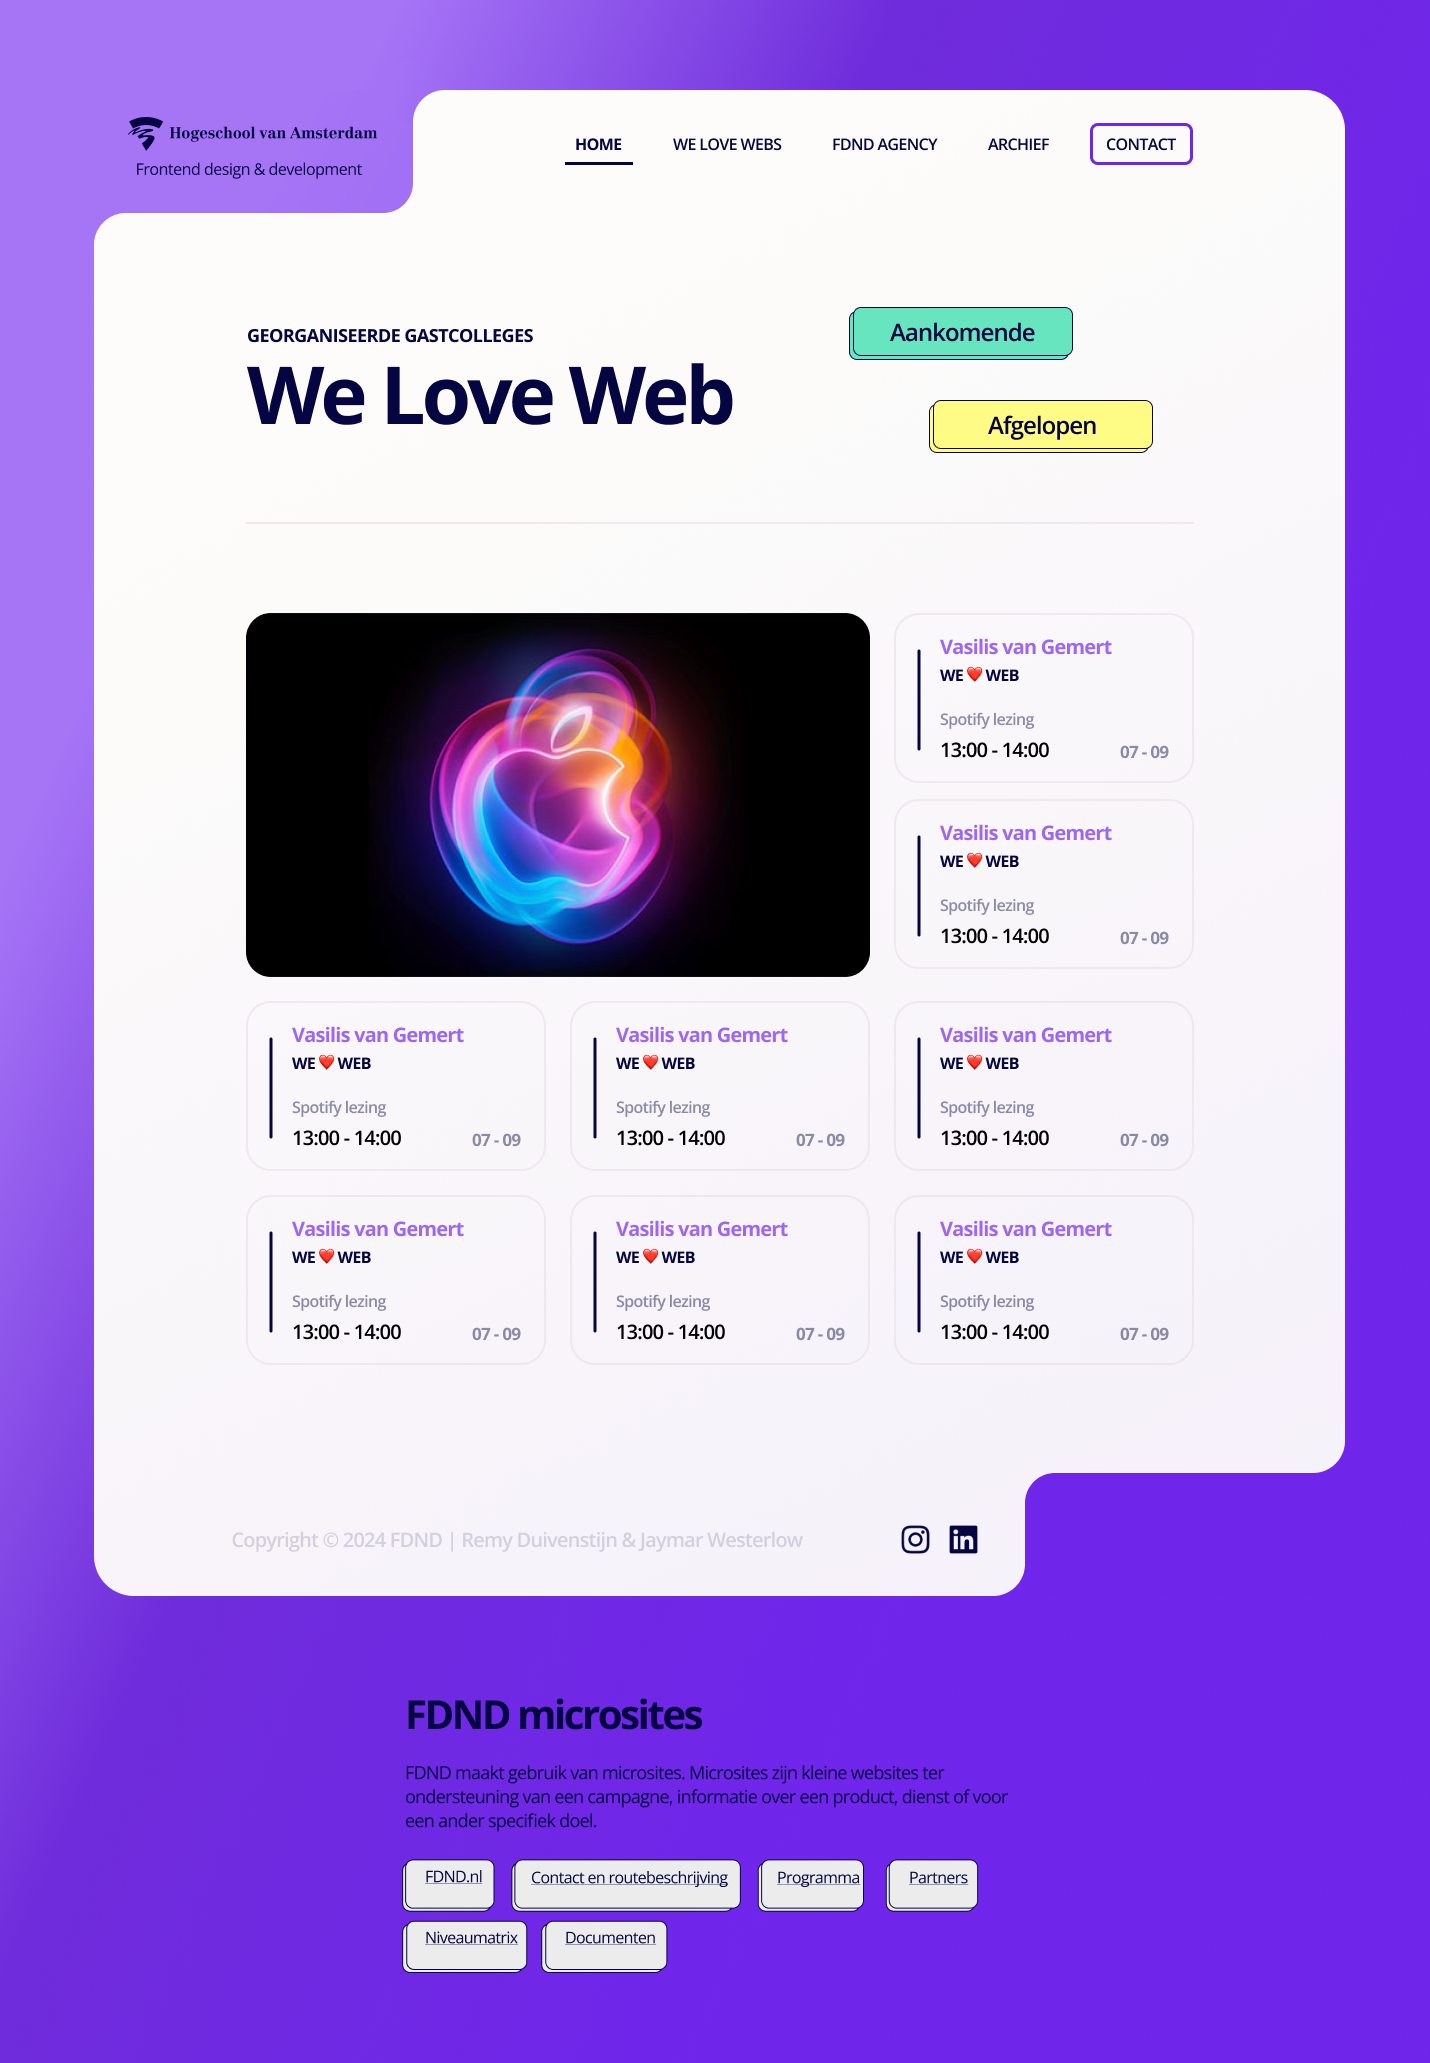 Hogeschool van Amsterdam
Frontend design & development
HOME
WE LOVE WEBS
FDND AGENCY
ARCHIEF
CONTACT
GEORGANISEERDE GASTCOLLEGES
We Love Web
Aankomende
Afgelopen
Vasilis van Gemert
WE ❤️ WEB
Spotify lezing
13:00 - 14:00
07 - 09
Vasilis van Gemert
WE ❤️ WEB
Spotify lezing
13:00 - 14:00
07 - 09
Vasilis van Gemert
WE ❤️ WEB
Spotify lezing
13:00 - 14:00
07 - 09
Vasilis van Gemert
WE ❤️ WEB
Spotify lezing
13:00 - 14:00
07 - 09
Vasilis van Gemert
WE ❤️ WEB
Spotify lezing
13:00 - 14:00
07 - 09
Vasilis van Gemert
WE ❤️ WEB
Spotify lezing
13:00 - 14:00
07 - 09
Vasilis van Gemert
WE ❤️ WEB
Spotify lezing
13:00 - 14:00
07 - 09
Vasilis van Gemert
WE ❤️ WEB
Spotify lezing
13:00 - 14:00
07 - 09
Copyright © 2024 FDND | Remy Duivenstijn & Jaymar Westerlow
in
FDND microsites
FDND maakt gebruik van microsites. Microsites zijn kleine websites ter
ondersteuning van een campagne, informatie over een product, dienst of voor
een ander specifiek doel.
FDND.nl
Contact en routebeschrijving
Programma
Partners
Niveaumatrix
Documenten